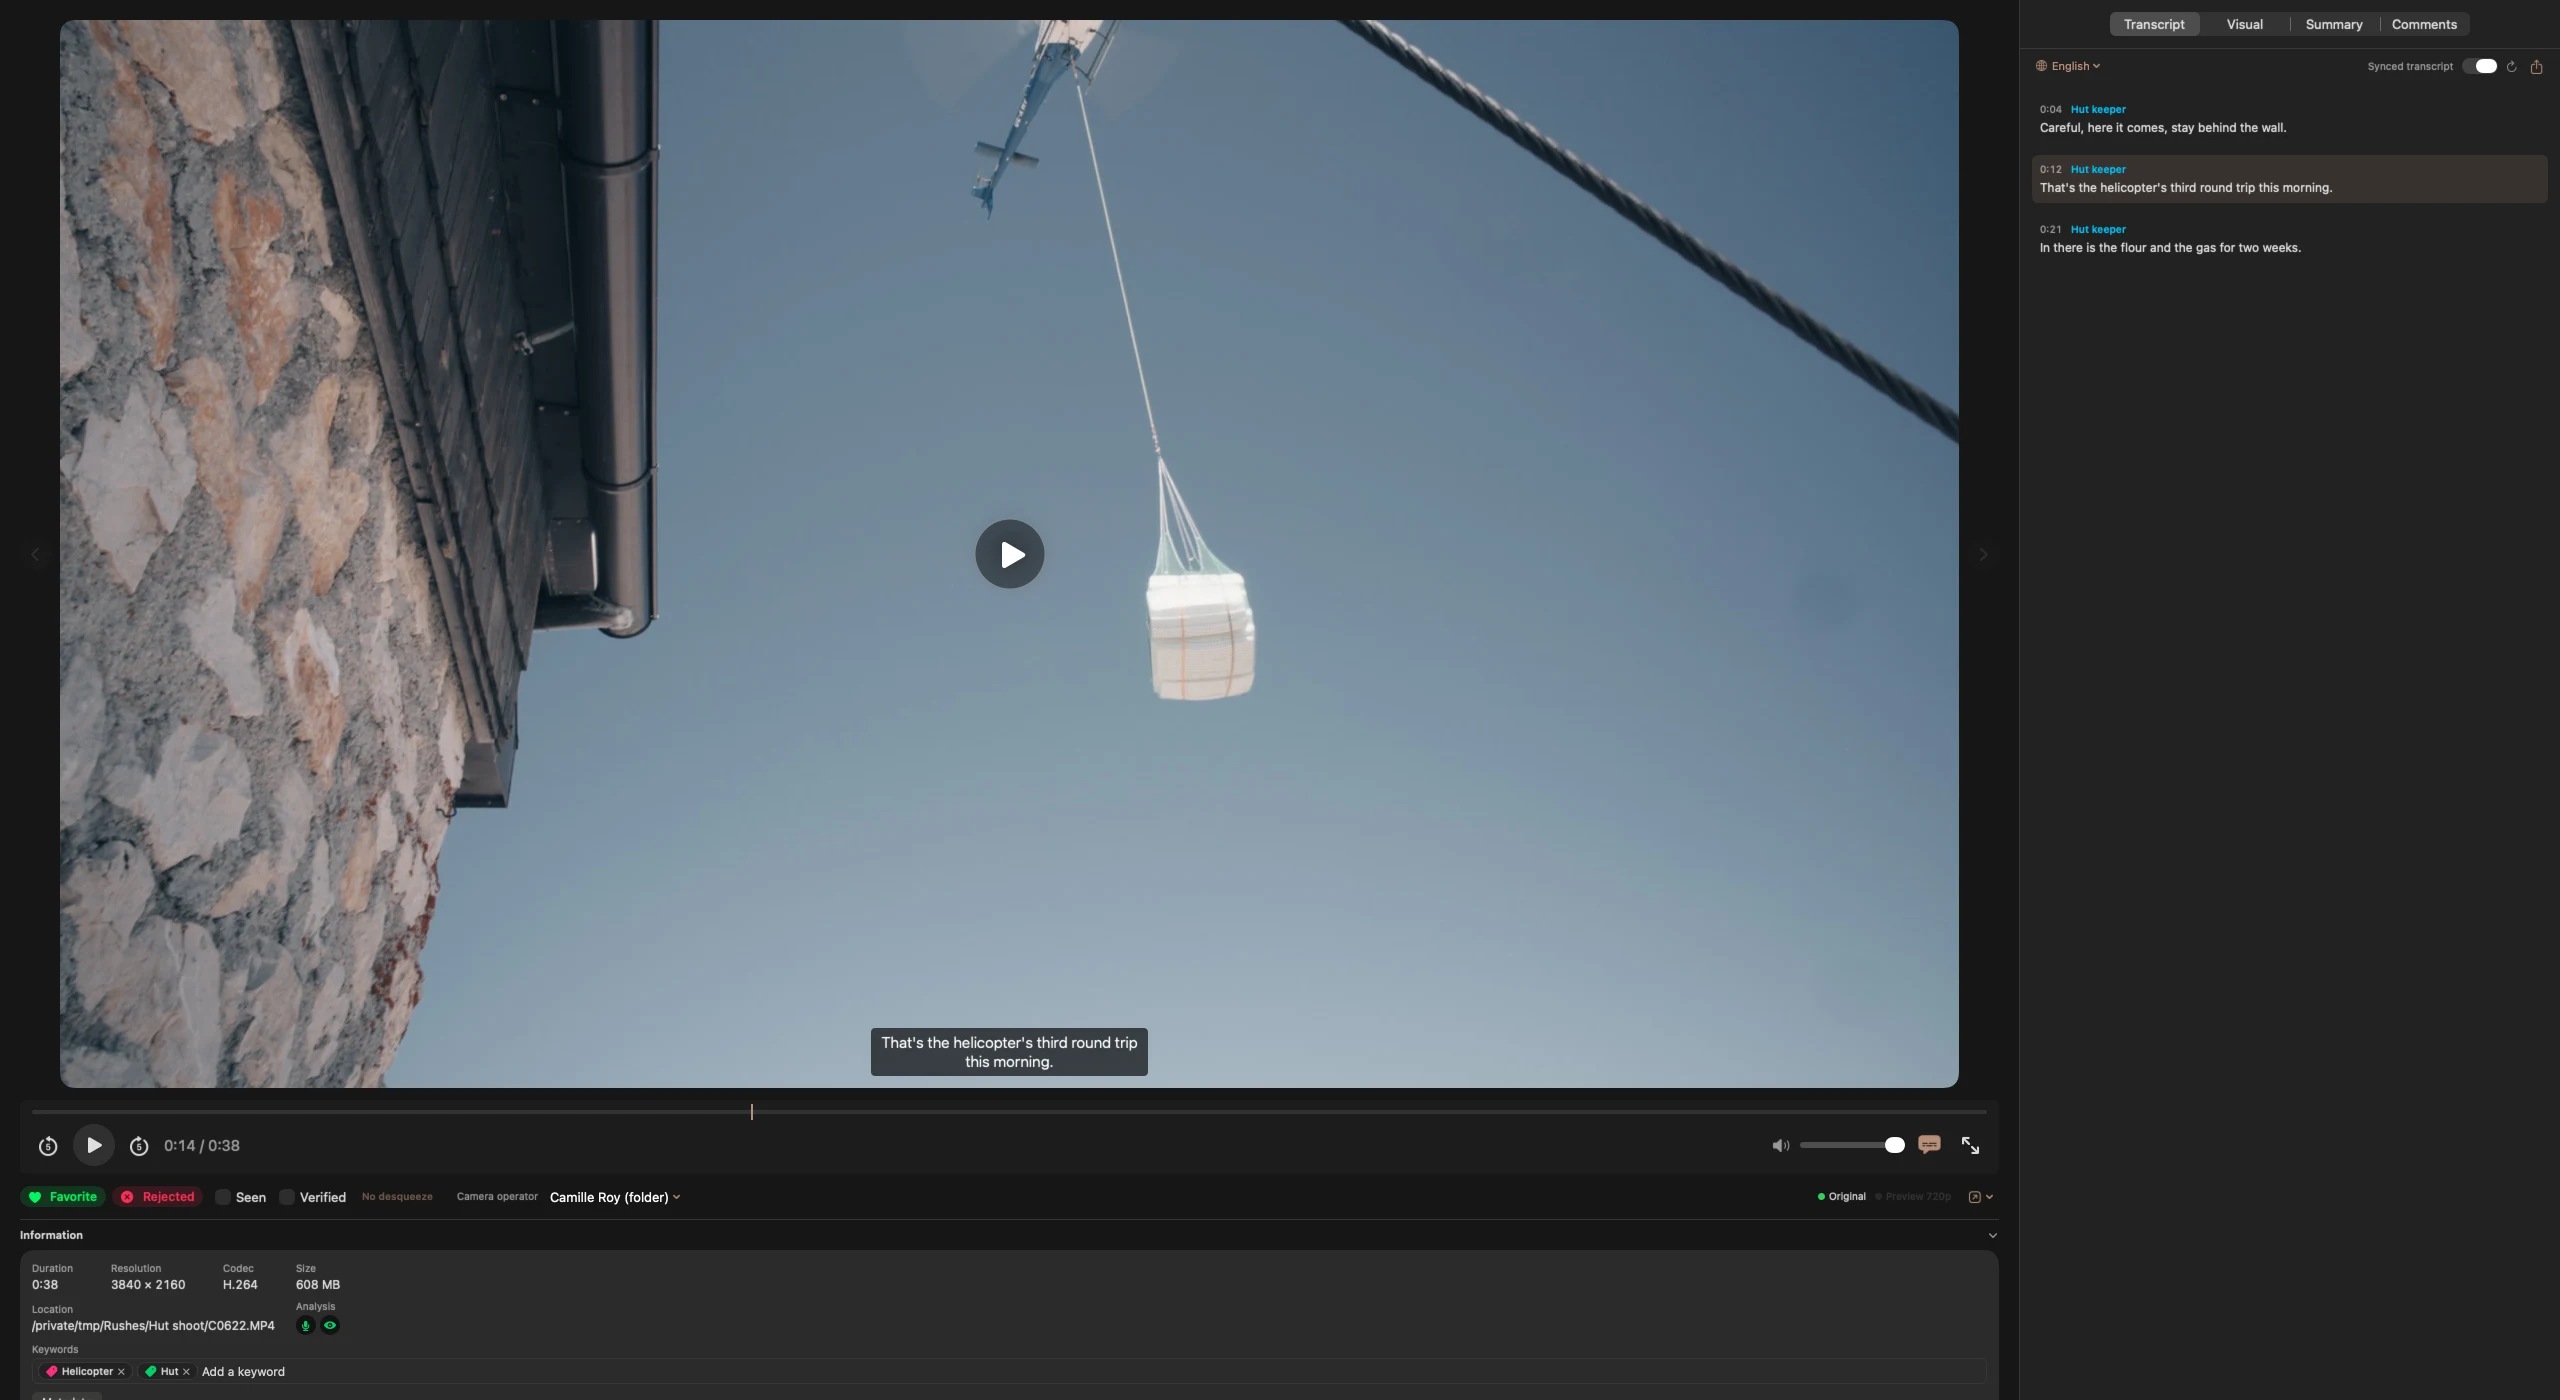 Transcript
Visual
Summary
Comments
English
Synced transcript
0:04 Hut keeper
Careful, here it comes, stay behind the wall.
0:12 Hut keeper
That's the helicopter's third round trip this morning.
0:21 Hut keeper
In there is the flour and the gas for two weeks.
That's the helicopter's third round trip
this morning.
5
5
0:14 / 0:38
Favorite
Rejected
Seen
Verified
No desqueeze
Camera operator
Camille Roy (folder)
Original
Preview 720p
Information
Duration
Resolution
Codec
Size
0:38
3840 × 2160
H.264
608 MB
Location
Analysis
/private/tmp/Rushes/Hut shoot/C0622.MP4
Keywords
Helicopter
Hut
Add a keyword